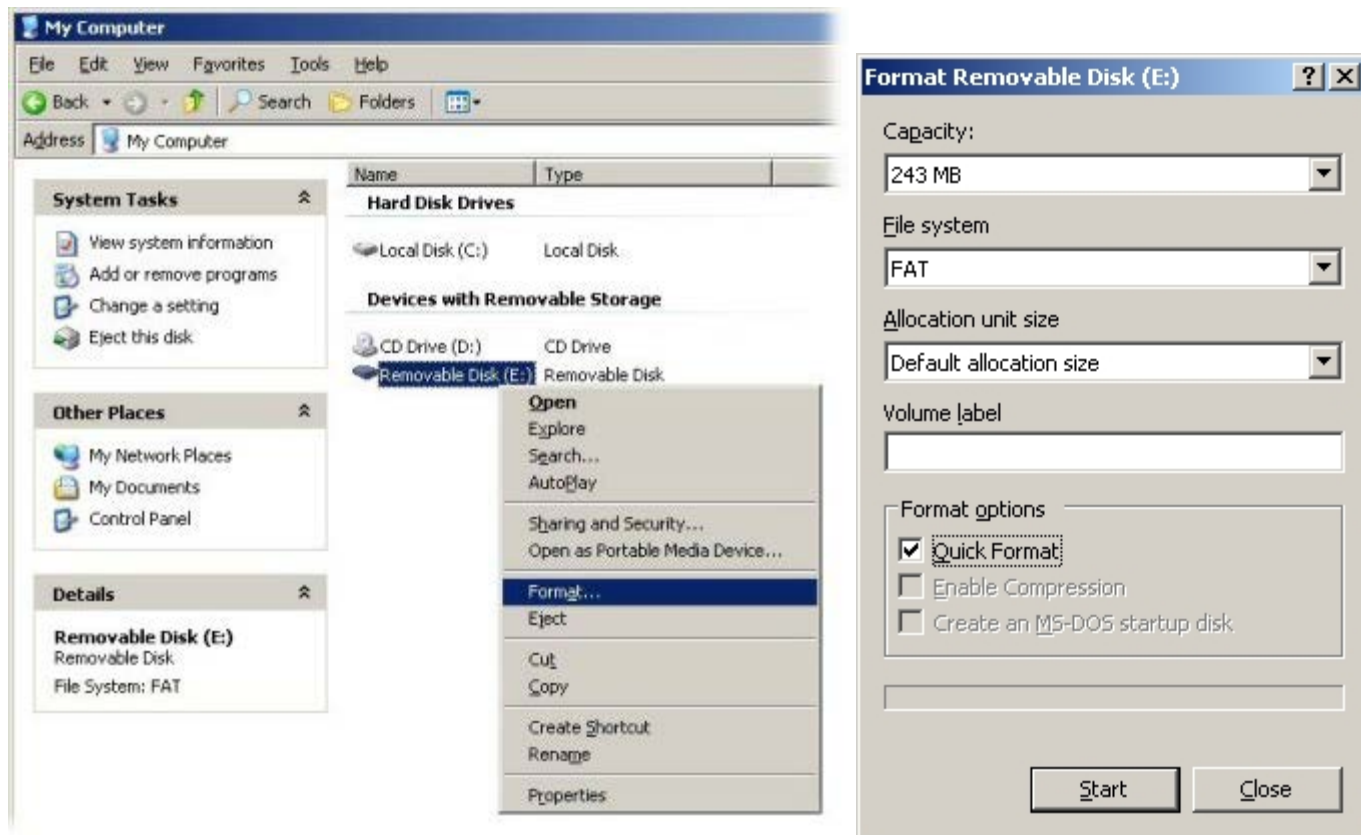 My Computer
File Edit View Favorites Tools Help
Back Search Folders
Address My Computer
Name Type
System Tasks
View system information
Add or remove programs
Change a setting
Eject this disk
Other Places
My Network Places
My Documents
Control Panel
Details
Removable Disk (E:)
Removable Disk
File System: FAT
Hard Disk Drives
Local Disk (C:) Local Disk
Devices with Removable Storage
CD Drive (D:) CD Drive
Removable Disk (E:) Removable Disk
Open
Explore
Search...
AutoPlay
Sharing and Security...
Open as Portable Media Device...
Format...
Eject
Cut
Copy
Create Shortcut
Rename
Properties
Format Removable Disk (E:)
Capacity:
243 MB
File system
FAT
Allocation unit size
Default allocation size
Volume label
Format options
Quick Format
Enable Compression
Create an MS-DOS startup disk
Start Close